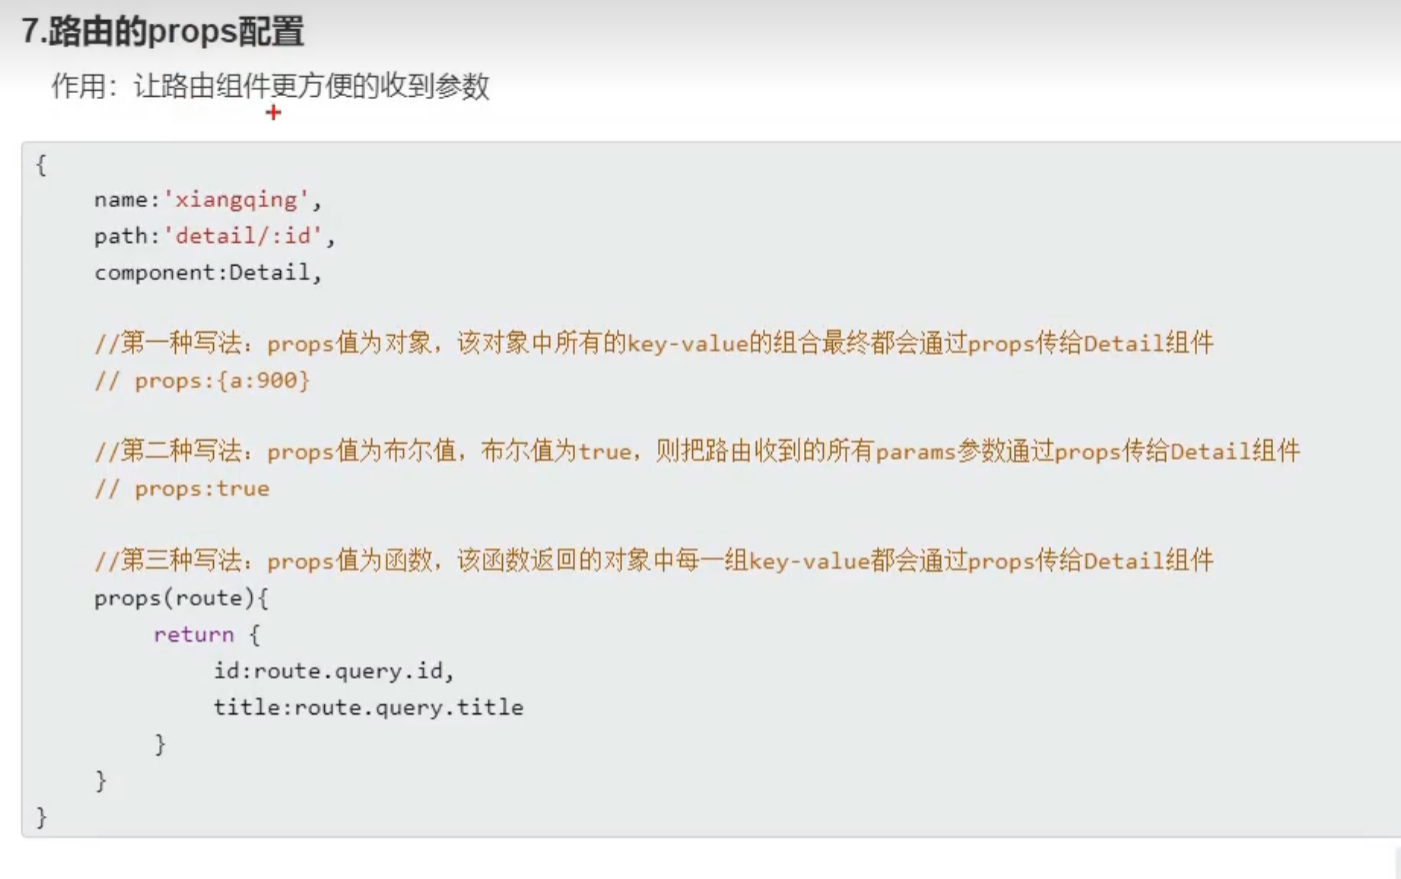 7.路由的props配置
作用：让路由组件更方便的收到参数
{
name:'xiangqing',
path:'detail/:id',
component:Detail,
//第一种写法：props值为对象，该对象中所有的key-value的组合最终都会通过props传给Detail组件
// props:{a:900}
//第二种写法：props值为布尔值，布尔值为true，则把路由收到的所有params参数通过props传给Detail组件
// props:true
//第三种写法：props值为函数，该函数返回的对象中每一组key-value都会通过props传给Detail组件
props(route){
return {
id:route.query.id,
title:route.query.title
}
}
}